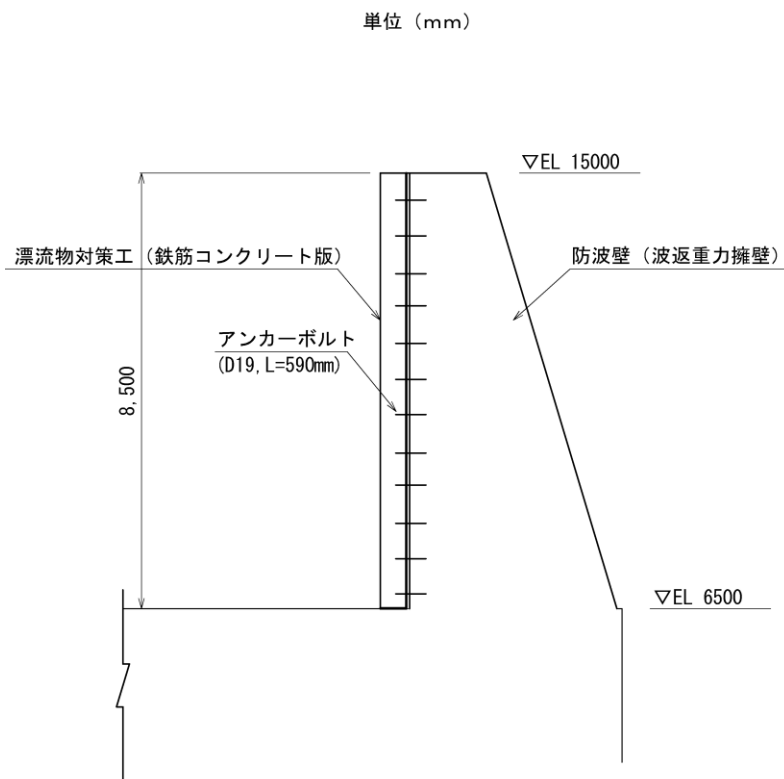 単位（mm）
▽EL 15000
漂流物対策工（鉄筋コンクリート版）
防波壁（波返重力擁壁）
アンカーボルト
(D19, L=590mm)
8,500
▽EL 6500